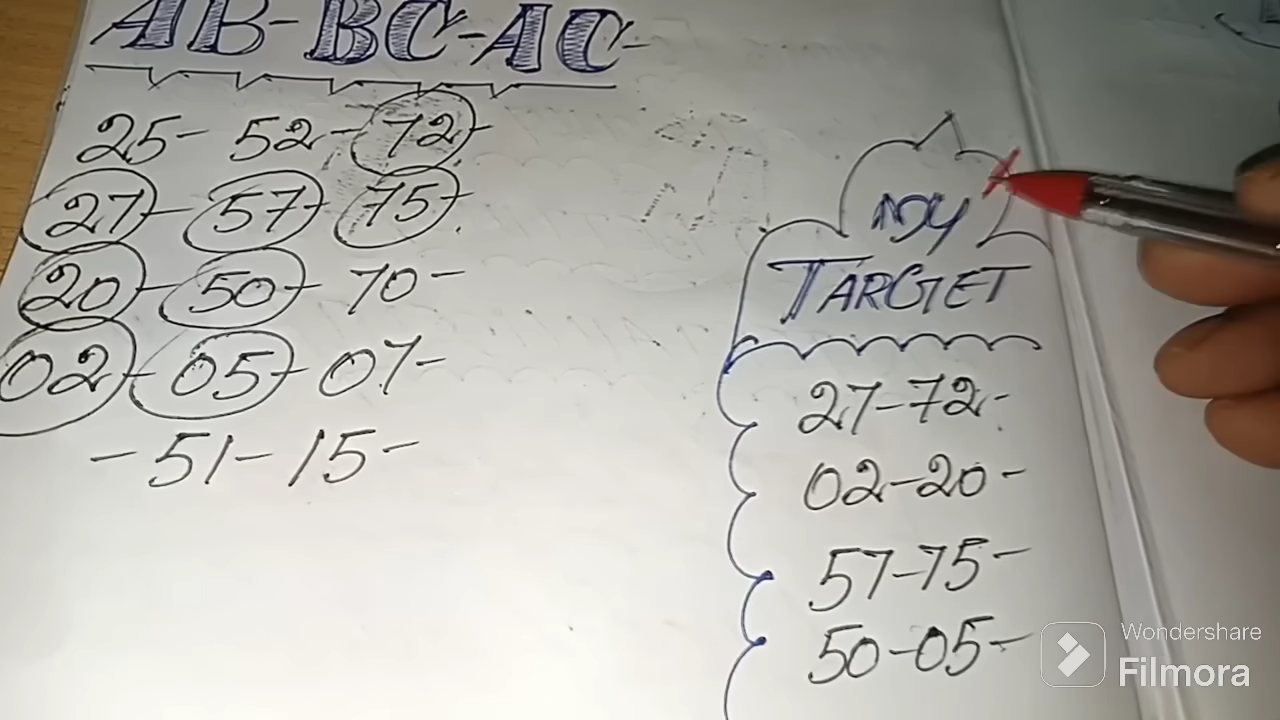 AB-BC-AC-
25- 52- 72-
27- 57- 75-
20- 50- 70-
02- 05- 07-
-51-15-
MY
TARGET
27-72-
02-20-
57-75-
50-05-
Wondershare
Filmora